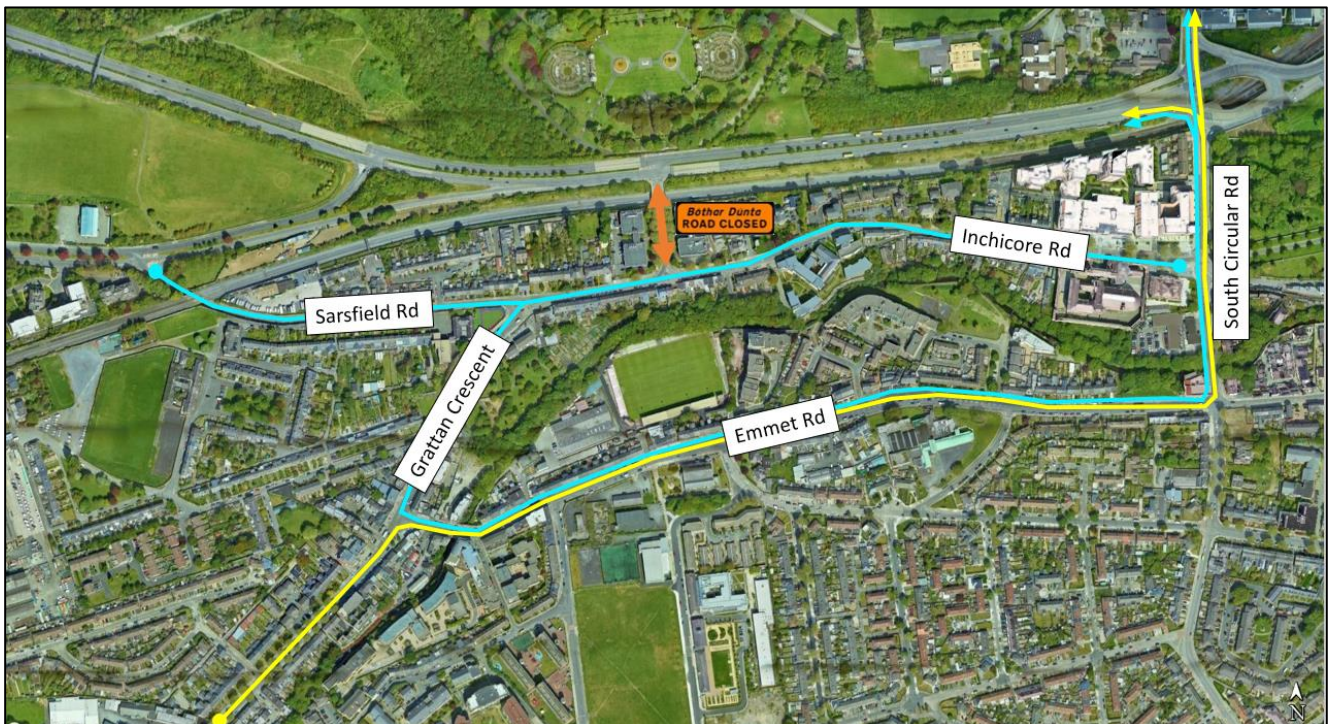 Bothar Dunta
ROAD CLOSED
South Circular Rd
Inchicore Rd
Sarsfield Rd
Grattan Crescent
Emmet Rd
N